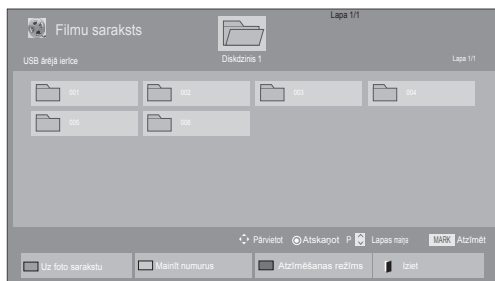 Lapa 1/1
Filmu saraksts
USB ārējā ierīce
Diskdzinis 1
Lapa 1/1
001 002 003 004
005 006
Pārvietot Atskaņot P Lapas maiņa MARK Atzīmēt
Uz foto sarakstu Mainīt numurus Atzīmēšanas režīms Iziet